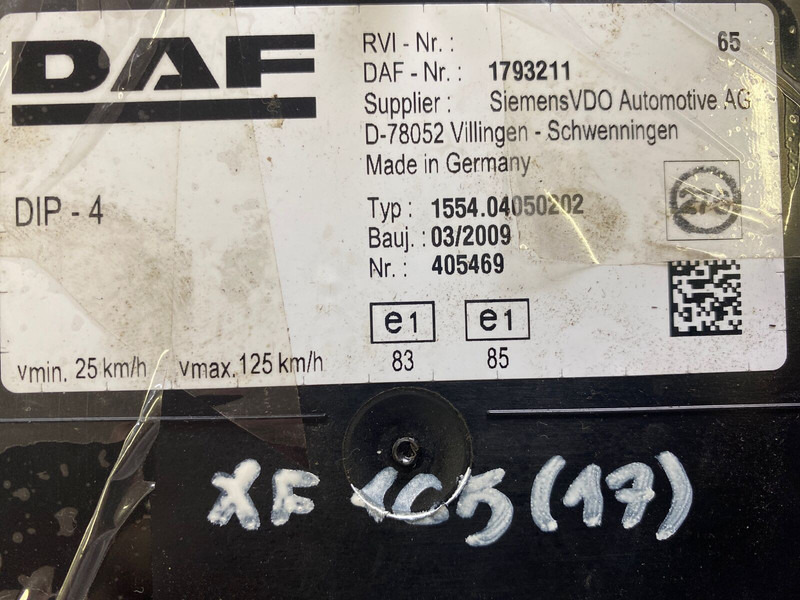 DAF
RVI - Nr. : 65
DAF - Nr. : 1793211
Supplier : SiemensVDO Automotive AG
D-78052 Villingen - Schwenningen
Made in Germany
DIP - 4
Typ : 1554.04050202
Bauj. : 03/2009
Nr. : 405469
e1 e1
83 85
vmin. 25 km/h vmax. 125 km/h
XF 105 (17)